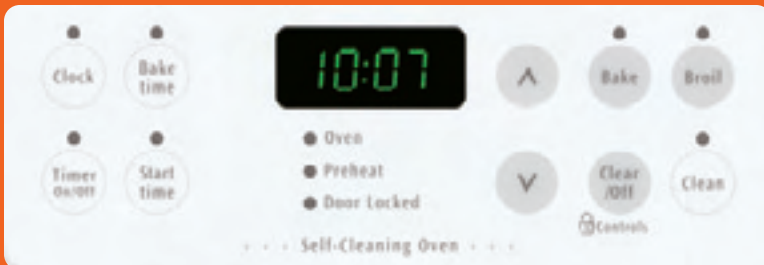 Clock
Bake
time
10:07
Bake
Broil
Oven
Preheat
Door Locked
Timer
On/Off
Start
time
Clear
/Off
Clean
Controls
Self-Cleaning Oven